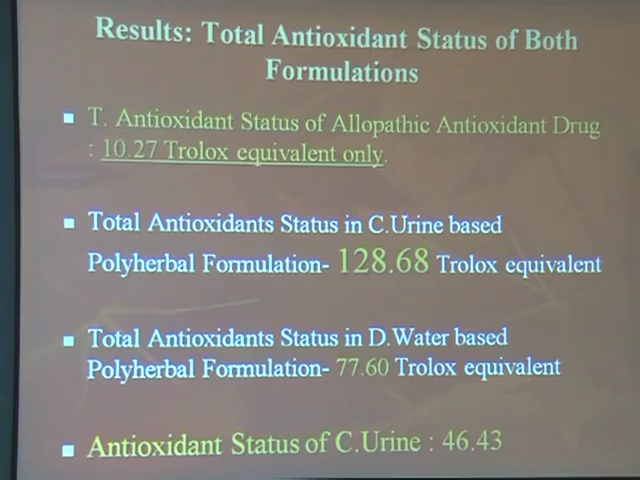 Results: Total Antioxidant Status of Both
Formulations
T. Antioxidant Status of Allopathic Antioxidant Drug
: 10.27 Trolox equivalent only.
Total Antioxidants Status in C.Urine based
Polyherbal Formulation- 128.68 Trolox equivalent
Total Antioxidants Status in D.Water based
Polyherbal Formulation- 77.60 Trolox equivalent
Antioxidant Status of C.Urine : 46.43